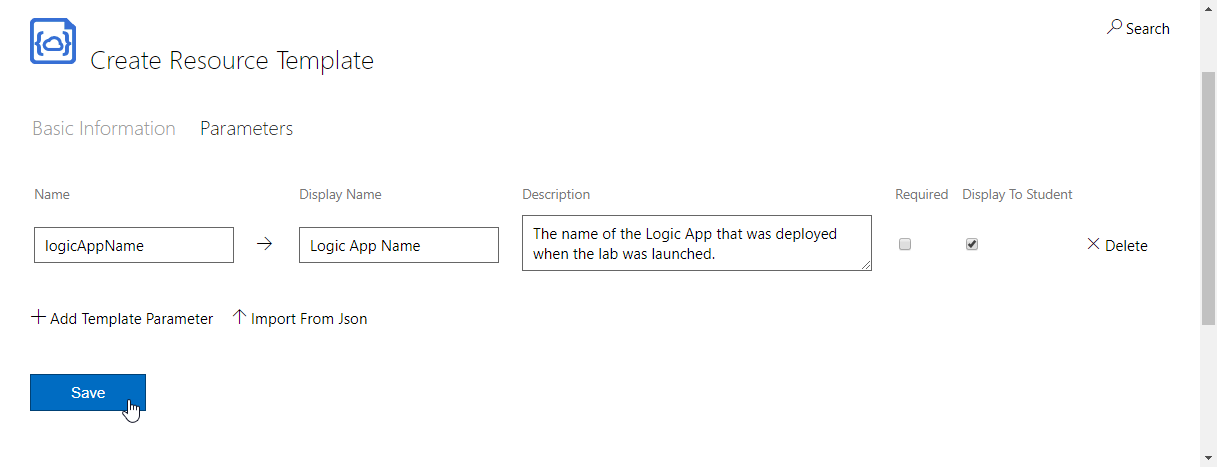 Search
Create Resource Template
Basic Information Parameters
Name Display Name Description Required Display To Student
logicAppName Logic App Name The name of the Logic App that was deployed
when the lab was launched.
Delete
Add Template Parameter Import From Json
Save